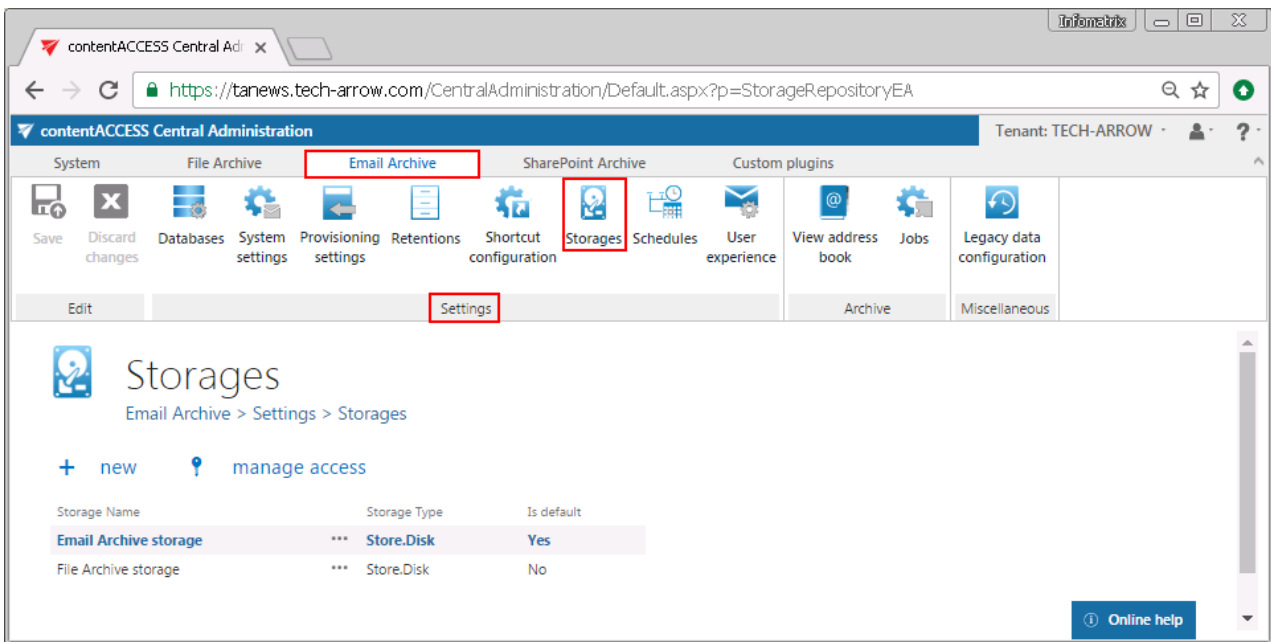 Infomatrix
contentACCESS Central Adr
https://tanews.tech-arrow.com/CentralAdministration/Default.aspx?p=StorageRepositoryEA
contentACCESS Central Administration
Tenant: TECH-ARROW
?
System File Archive Email Archive SharePoint Archive Custom plugins
Save Discard changes Databases System settings Provisioning settings Retentions Shortcut configuration Storages Schedules User experience View address book Jobs Legacy data configuration
Edit Settings Archive Miscellaneous
Storages
Email Archive > Settings > Storages
+ new manage access
Storage Name Storage Type Is default
Email Archive storage ••• Store.Disk Yes
File Archive storage ••• Store.Disk No
Online help